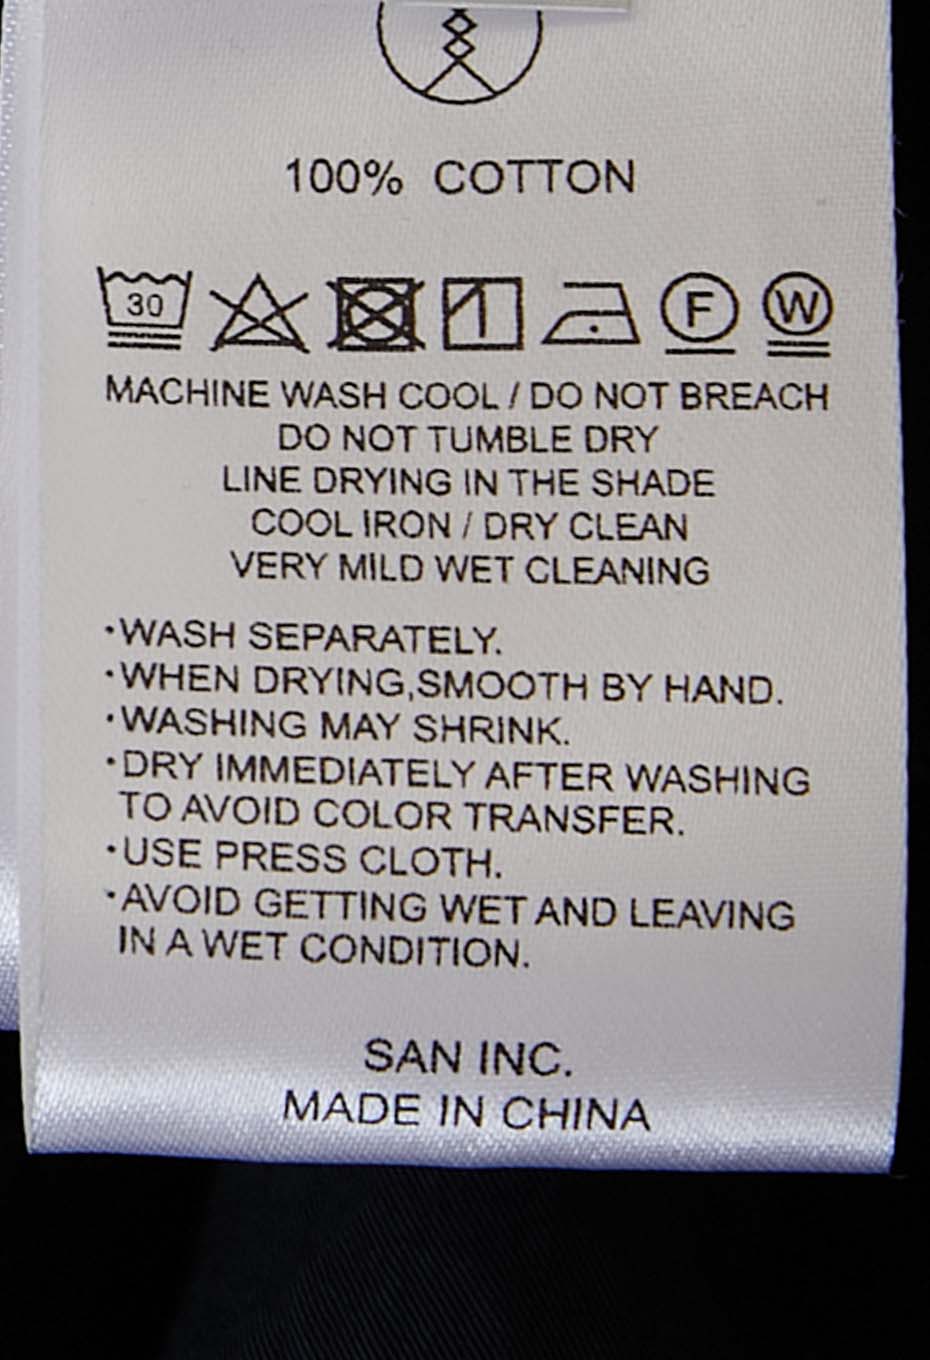 100% COTTON
30 F W
MACHINE WASH COOL / DO NOT BREACH
DO NOT TUMBLE DRY
LINE DRYING IN THE SHADE
COOL IRON / DRY CLEAN
VERY MILD WET CLEANING
·WASH SEPARATELY.
·WHEN DRYING,SMOOTH BY HAND.
·WASHING MAY SHRINK.
·DRY IMMEDIATELY AFTER WASHING
TO AVOID COLOR TRANSFER.
·USE PRESS CLOTH.
·AVOID GETTING WET AND LEAVING
IN A WET CONDITION.
SAN INC.
MADE IN CHINA